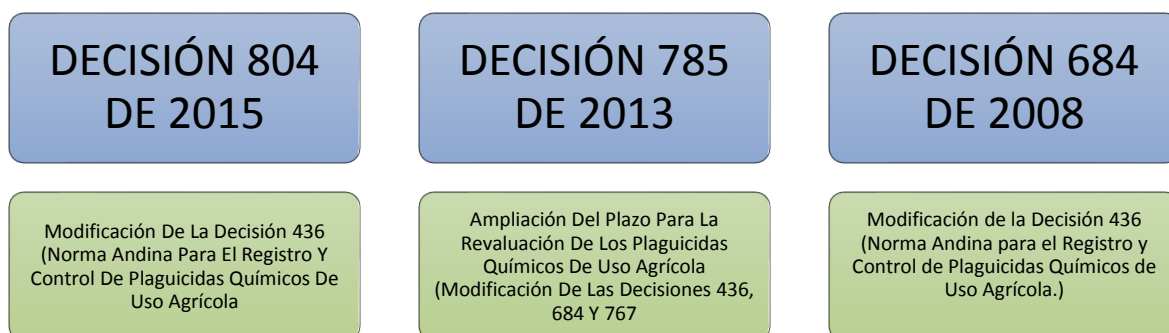 DECISIÓN 804
DE 2015
Modificación De La Decisión 436
(Norma Andina Para El Registro Y
Control De Plaguicidas Químicos De
Uso Agrícola
DECISIÓN 785
DE 2013
Ampliación Del Plazo Para La
Revaluación De Los Plaguicidas
Químicos De Uso Agrícola
(Modificación De Las Decisiones 436,
684 Y 767
DECISIÓN 684
DE 2008
Modificación de la Decisión 436
(Norma Andina para el Registro y
Control de Plaguicidas Químicos de
Uso Agrícola.)